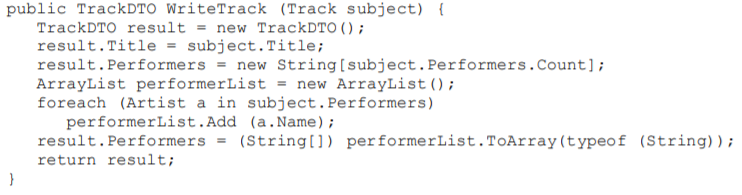 public TrackDTO WriteTrack (Track subject) {
   TrackDTO result = new TrackDTO();
   result.Title = subject.Title;
   result.Performers = new String[subject.Performers.Count];
   ArrayList performerList = new ArrayList();
   foreach (Artist a in subject.Performers)
      performerList.Add (a.Name);
   result.Performers = (String[]) performerList.ToArray(typeof (String));
   return result;
}